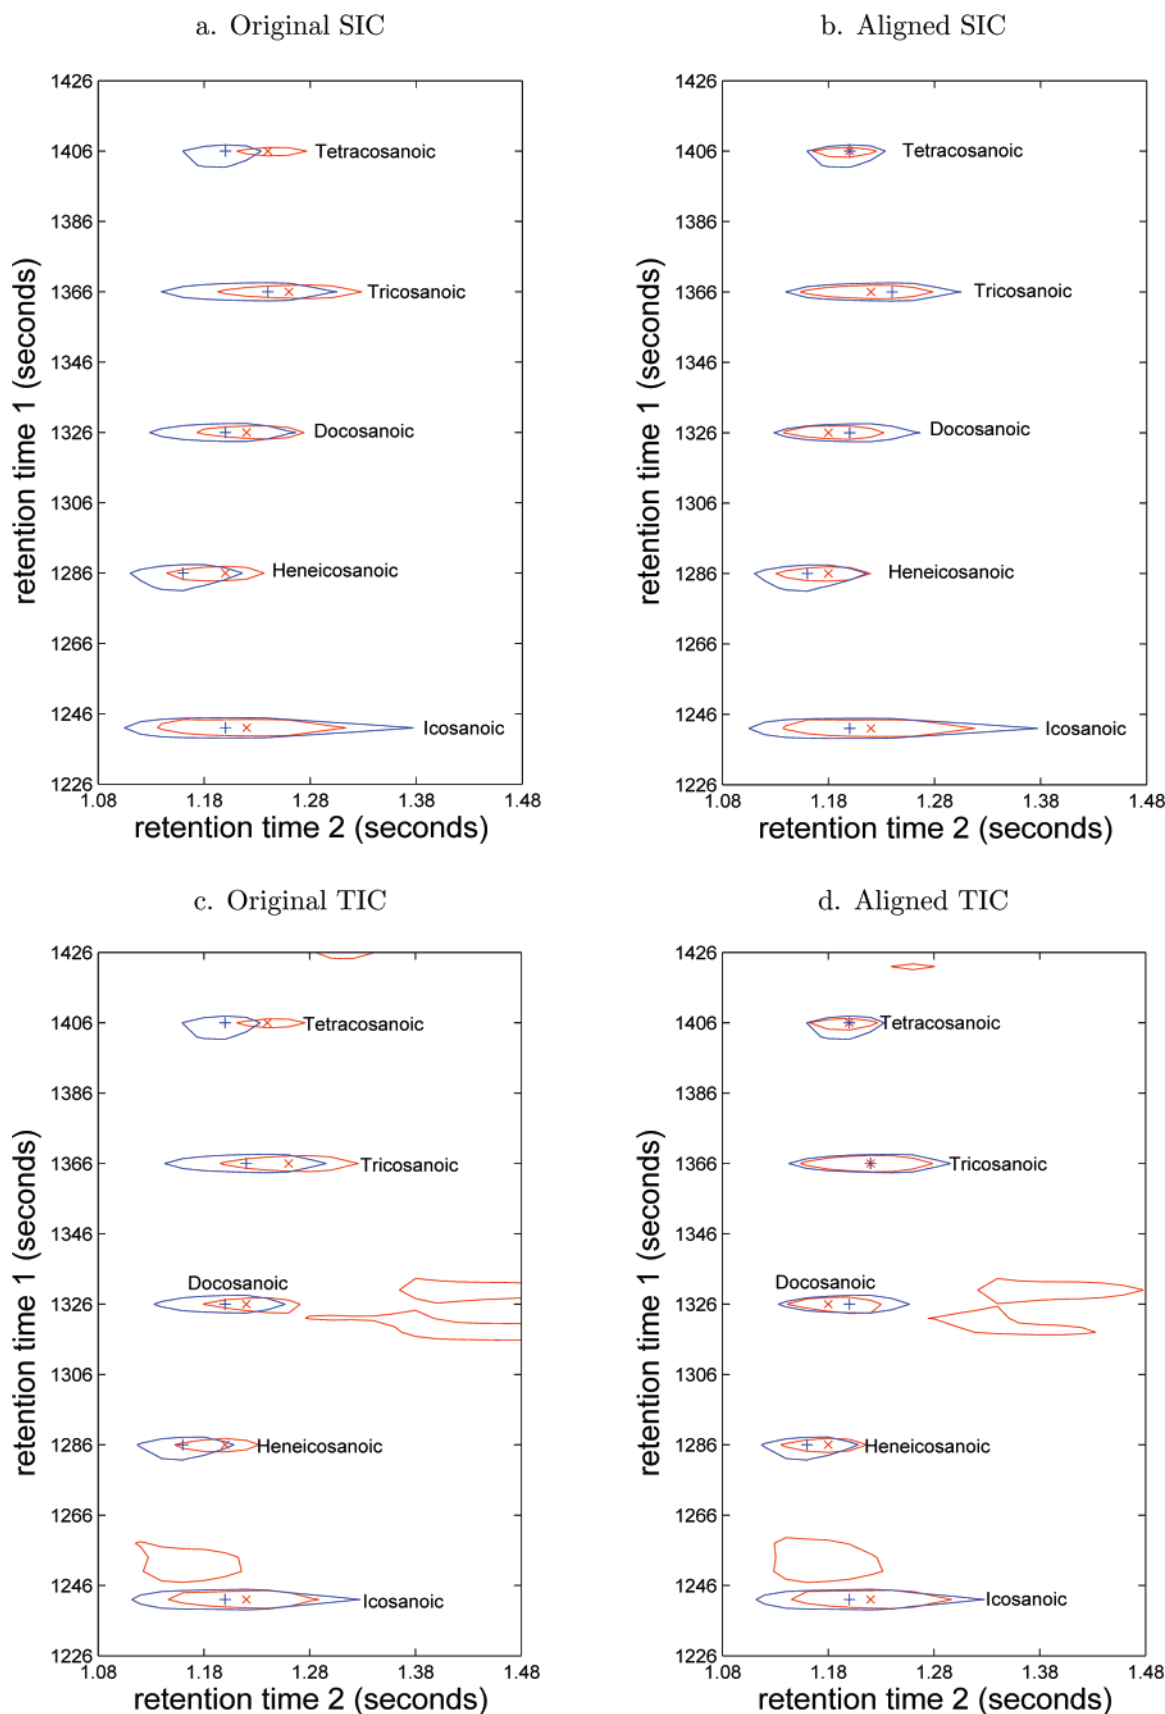 a. Original SIC
1426
1406
1386
1366
1346
1326
1306
1286
1266
1246
1226
Tetracosanoic
Tricosanoic
Docosanoic
Heneicosanoic
Icosanoic
1.08 1.18 1.28 1.38 1.48
retention time 2 (seconds)
retention time 1 (seconds)
b. Aligned SIC
1426
1406
1386
1366
1346
1326
1306
1286
1266
1246
1226
Tetracosanoic
Tricosanoic
Docosanoic
Heneicosanoic
Icosanoic
1.08 1.18 1.28 1.38 1.48
retention time 2 (seconds)
retention time 1 (seconds)
c. Original TIC
1426
1406
1386
1366
1346
1326
1306
1286
1266
1246
1226
Tetracosanoic
Tricosanoic
Docosanoic
Heneicosanoic
Icosanoic
1.08 1.18 1.28 1.38 1.48
retention time 2 (seconds)
retention time 1 (seconds)
d. Aligned TIC
1426
1406
1386
1366
1346
1326
1306
1286
1266
1246
1226
Tetracosanoic
Tricosanoic
Docosanoic
Heneicosanoic
Icosanoic
1.08 1.18 1.28 1.38 1.48
retention time 2 (seconds)
retention time 1 (seconds)